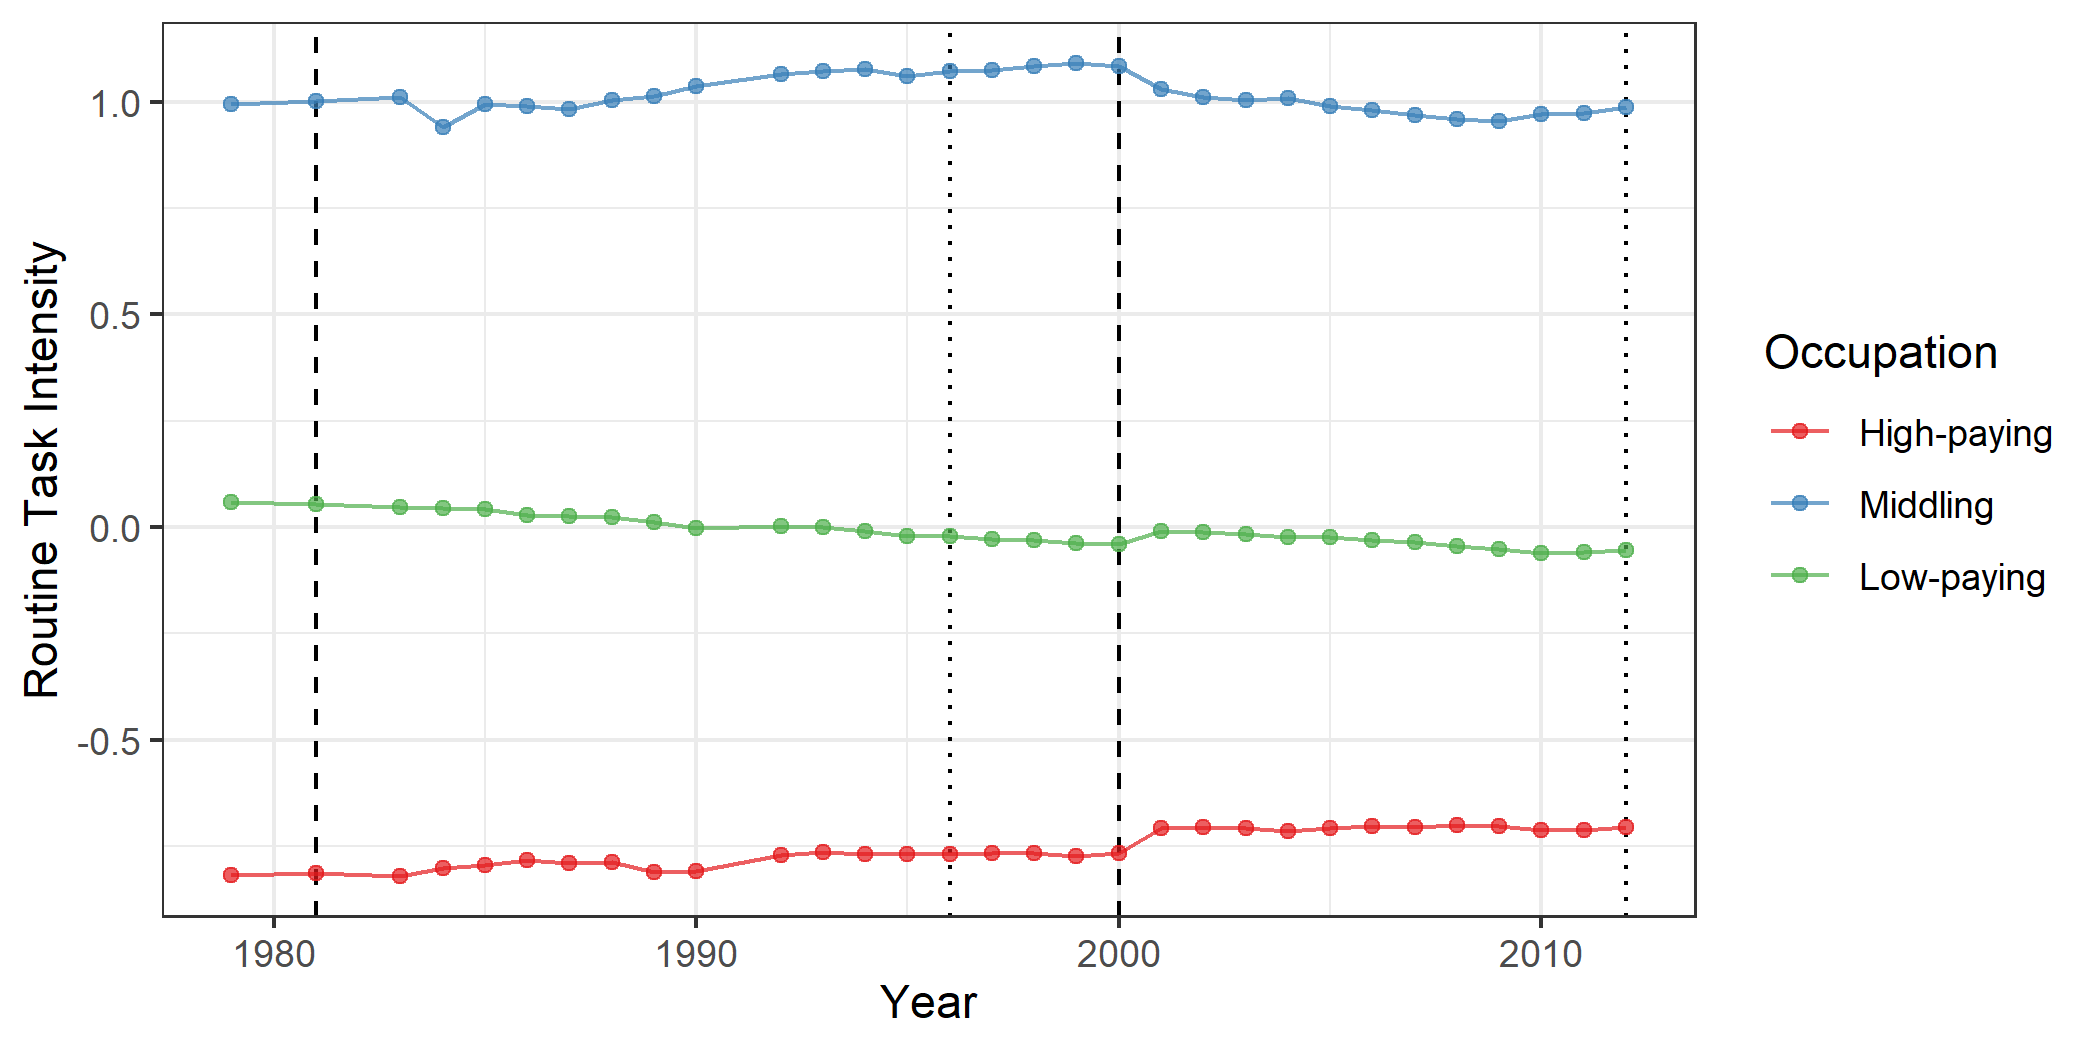 1.0
0.5
0.0
-0.5
Routine Task Intensity
1980
1990
2000
2010
Year
Occupation
High-paying
Middling
Low-paying